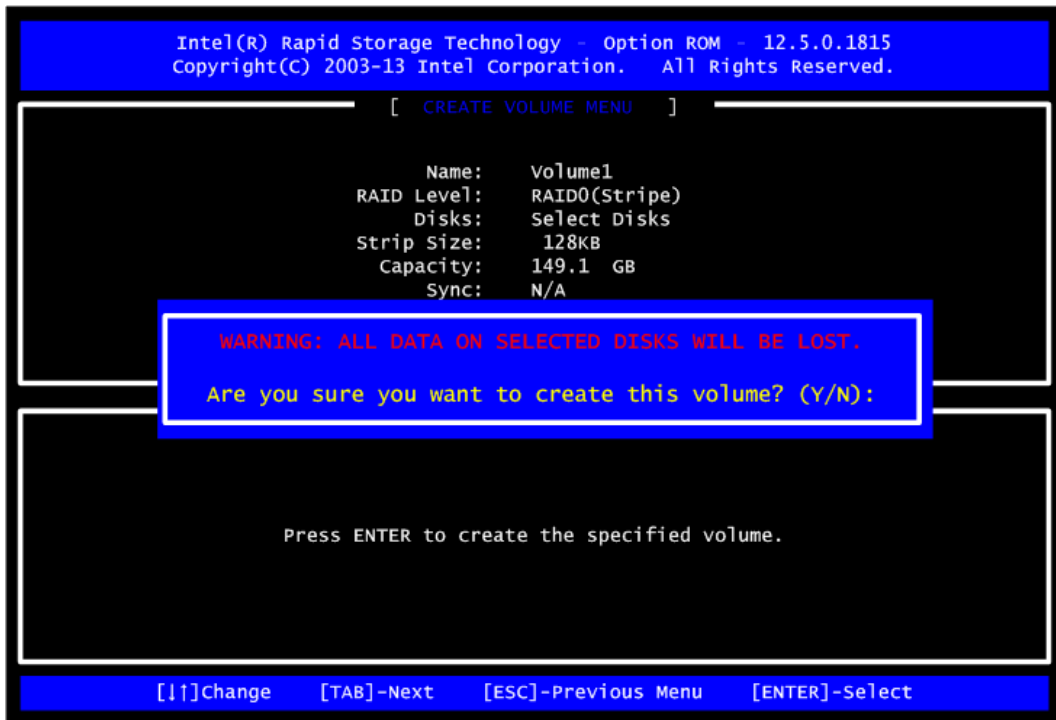 Intel(R) Rapid Storage Technology - Option ROM - 12.5.0.1815
Copyright(C) 2003-13 Intel Corporation. All Rights Reserved.
[ CREATE VOLUME MENU ]
Name: Volume1
RAID Level: RAID0(Stripe)
Disks: Select Disks
Strip Size: 128KB
Capacity: 149.1 GB
Sync: N/A
WARNING: ALL DATA ON SELECTED DISKS WILL BE LOST.
Are you sure you want to create this volume? (Y/N):
Press ENTER to create the specified volume.
[↓↑]Change [TAB]-Next [ESC]-Previous Menu [ENTER]-Select